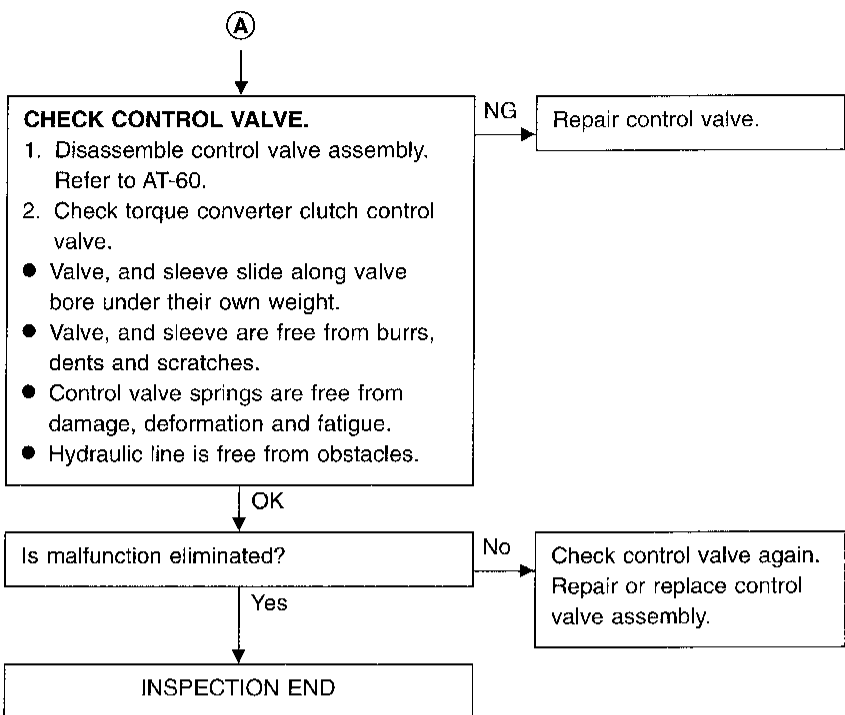 A
CHECK CONTROL VALVE.
1. Disassemble control valve assembly.
Refer to AT-60.
2. Check torque converter clutch control
valve.
● Valve, and sleeve slide along valve
bore under their own weight.
● Valve, and sleeve are free from burrs,
dents and scratches.
● Control valve springs are free from
damage, deformation and fatigue.
● Hydraulic line is free from obstacles.
NG
Repair control valve.
OK
Is malfunction eliminated?
No
Check control valve again.
Repair or replace control
valve assembly.
Yes
INSPECTION END